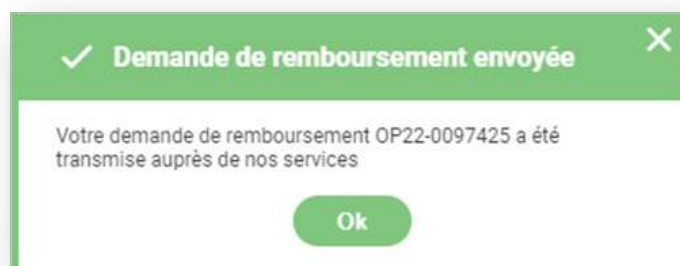 Demande de remboursement envoyée
Votre demande de remboursement OP22-0097425 a été
transmise auprès de nos services
Ok